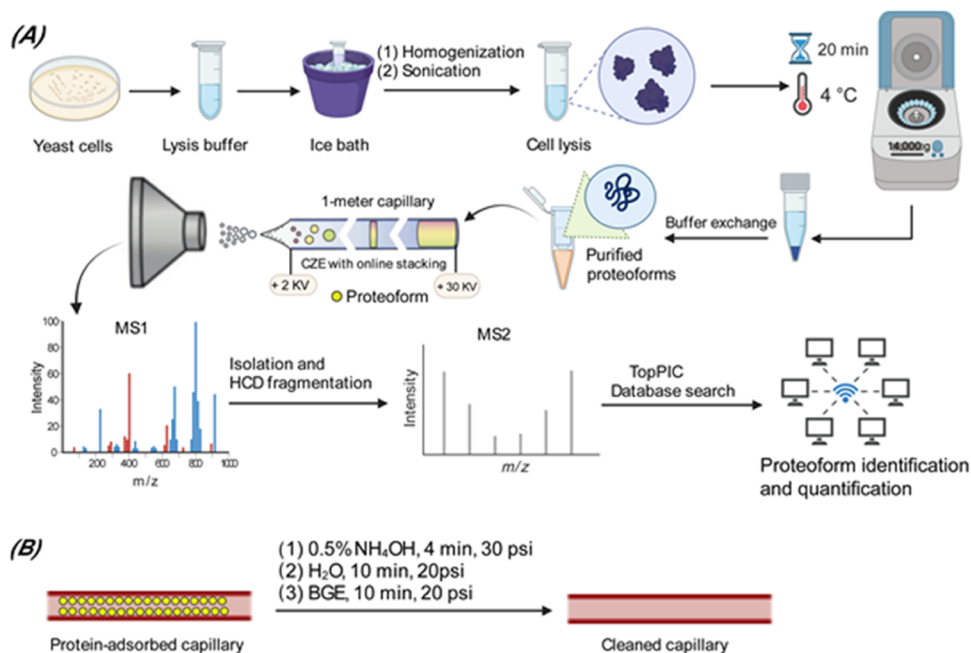 (A)
(1) Homogenization
(2) Sonication
20 min
4 °C
Yeast cells
Lysis buffer
Ice bath
Cell lysis
14,000 g
1-meter capillary
Buffer exchange
Purified
proteoforms
CZE with online stacking
+ 2 KV
+ 30 KV
Proteoform
MS1
Intensity
100
80
60
40
20
0
200
400
600
800
1000
m/z
Isolation and
HCD fragmentation
MS2
Intensity
m/z
TopPIC
Database search
Proteoform identification
and quantification
(B)
(1) 0.5% NH₄OH, 4 min, 30 psi
(2) H₂O, 10 min, 20psi
(3) BGE, 10 min, 20 psi
Protein-adsorbed capillary
Cleaned capillary